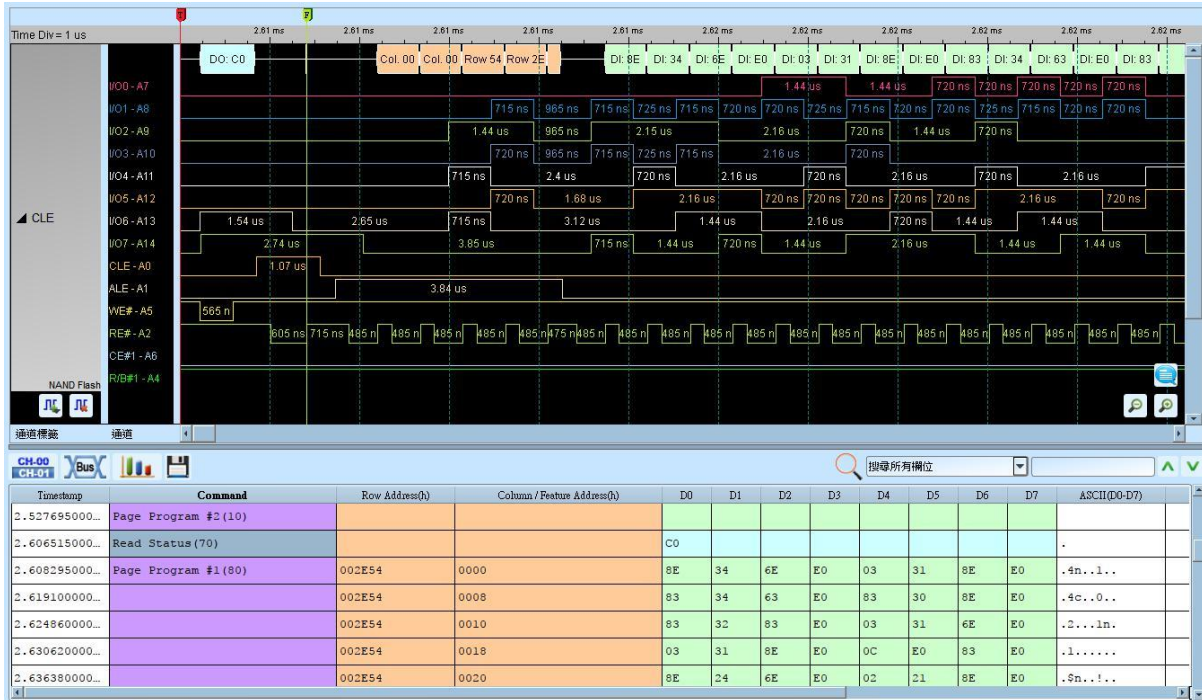 T F
Time Div = 1 us 2.61 ms 2.61 ms 2.61 ms 2.61 ms 2.61 ms 2.62 ms 2.62 ms 2.62 ms 2.62 ms 2.62 ms 2.62 ms
DO: C0 Col. 00 Col. 00 Row 54 Row 2E DI: 8E DI: 34 DI: 6E DI: E0 DI: 03 DI: 31 DI: 8E DI: E0 DI: 83 DI: 34 DI: 63 DI: E0 DI: 83
I/O0 - A7 1.44 us 1.44 us 720 ns 720 ns 720 ns 720 ns 720 ns
I/O1 - A8 715 ns 965 ns 715 ns 725 ns 715 ns 720 ns 720 ns 725 ns 715 ns 720 ns 720 ns 725 ns 715 ns 720 ns 720 ns
I/O2 - A9 1.44 us 965 ns 2.15 us 2.16 us 720 ns 1.44 us 720 ns
I/O3 - A10 720 ns 965 ns 715 ns 725 ns 715 ns 2.16 us 720 ns
I/O4 - A11 715 ns 2.4 us 720 ns 2.16 us 720 ns 2.16 us 720 ns 2.16 us
I/O5 - A12 720 ns 1.68 us 2.16 us 720 ns 720 ns 720 ns 720 ns 720 ns 2.16 us 720 ns
CLE
I/O6 - A13 1.54 us 2.65 us 715 ns 3.12 us 1.44 us 2.16 us 720 ns 1.44 us 1.44 us
I/O7 - A14 2.74 us 3.85 us 715 ns 1.44 us 720 ns 1.44 us 2.16 us 1.44 us 1.44 us
CLE - A0 1.07 us
ALE - A1 3.84 us
WE# - A5 565 n
RE# - A2 605 ns 715 ns 485 n 485 n 485 n 485 n 485 n 475 n 485 n 485 n 485 n 485 n 485 n 485 n 485 n 485 n 485 n 485 n 485 n 485 n 485 n
CE#1 - A6
R/B#1 - A4
NAND Flash
通道標籤 通道
CH-00
CH-01
Bus
搜尋所有欄位
Timestamp Command Row Address(h) Column / Feature Address(h) D0 D1 D2 D3 D4 D5 D6 D7 ASCII(D0-D7)
2.527695000... Page Program #2(10)
2.606515000... Read Status(70) C0 .
2.608295000... Page Program #1(80) 002E54 0000 8E 34 6E E0 03 31 8E E0 .4n..1..
2.619100000... 002E54 0008 83 34 63 E0 83 30 8E E0 .4c..0..
2.624860000... 002E54 0010 83 32 83 E0 03 31 6E E0 .2...1n.
2.630620000... 002E54 0018 03 31 8E E0 0C E0 83 E0 .1......
2.636380000... 002E54 0020 8E 24 6E E0 02 21 8E E0 .$n..!..